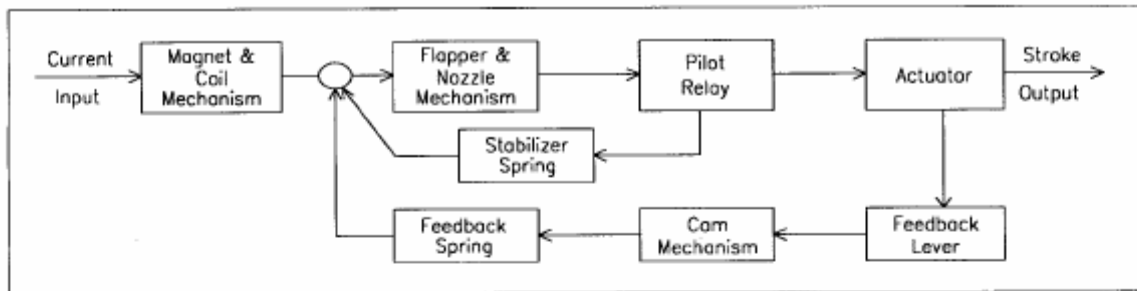 Current
Input
Magnet &
Coil
Mechanism
Flapper &
Nozzle
Mechanism
Pilot
Relay
Actuator
Stroke
Output
Stabilizer
Spring
Feedback
Spring
Cam
Mechanism
Feedback
Lever